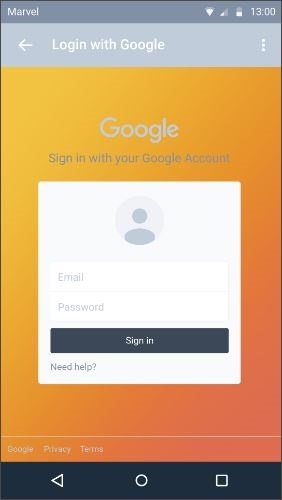 Marvel 13:00
Login with Google
Google
Sign in with your Google Account
Email
Password
Sign in
Need help?
Google Privacy Terms